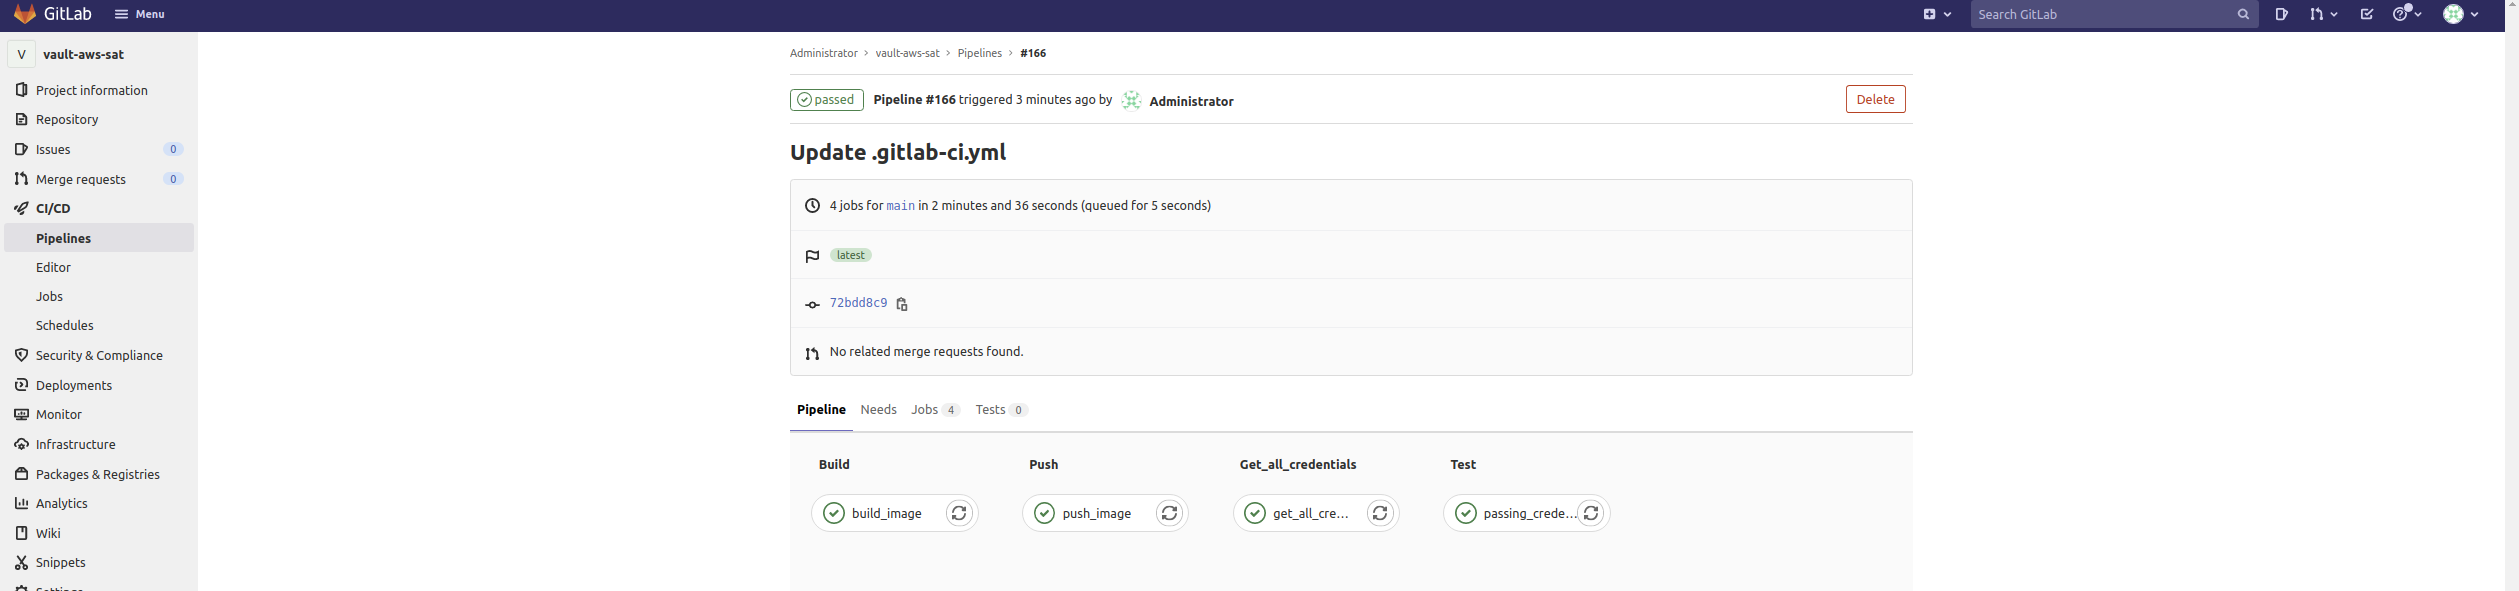 GitLab Menu
Search GitLab
V vault-aws-sat
Project information
Repository
Issues 0
Merge requests 0
CI/CD
Pipelines
Editor
Jobs
Schedules
Security & Compliance
Deployments
Monitor
Infrastructure
Packages & Registries
Analytics
Wiki
Snippets
Settings
Administrator > vault-aws-sat > Pipelines > #166
passed Pipeline #166 triggered 3 minutes ago by Administrator Delete
Update .gitlab-ci.yml
4 jobs for main in 2 minutes and 36 seconds (queued for 5 seconds)
latest
72bdd8c9
No related merge requests found.
Pipeline Needs Jobs 4 Tests 0
Build Push Get_all_credentials Test
build_image push_image get_all_cre... passing_crede...